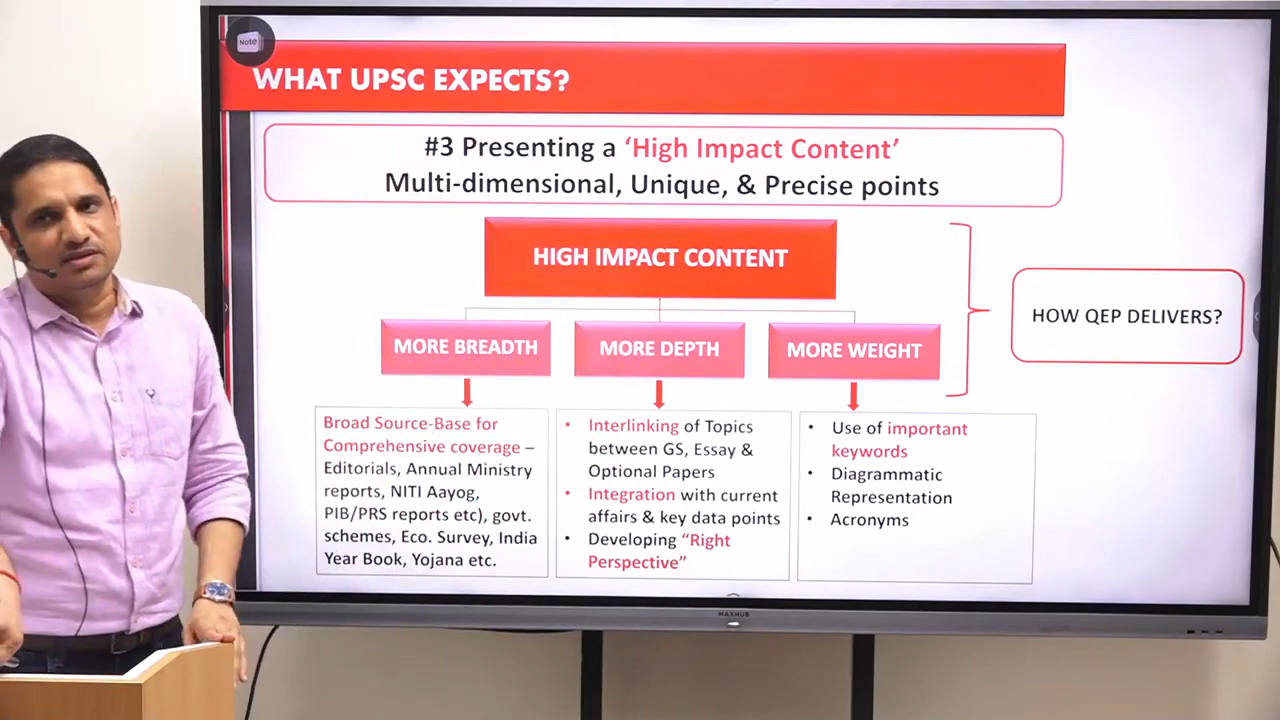 Note
WHAT UPSC EXPECTS?
#3 Presenting a ‘High Impact Content’
Multi-dimensional, Unique, & Precise points
HIGH IMPACT CONTENT
HOW QEP DELIVERS?
MORE BREADTH
MORE DEPTH
MORE WEIGHT
Broad Source-Base for
Comprehensive coverage –
Editorials, Annual Ministry
reports, NITI Aayog,
PIB/PRS reports etc), govt.
schemes, Eco. Survey, India
Year Book, Yojana etc.
• Interlinking of Topics
between GS, Essay &
Optional Papers
• Integration with current
affairs & key data points
• Developing “Right
Perspective”
• Use of important
keywords
• Diagrammatic
Representation
• Acronyms
MAXHUB